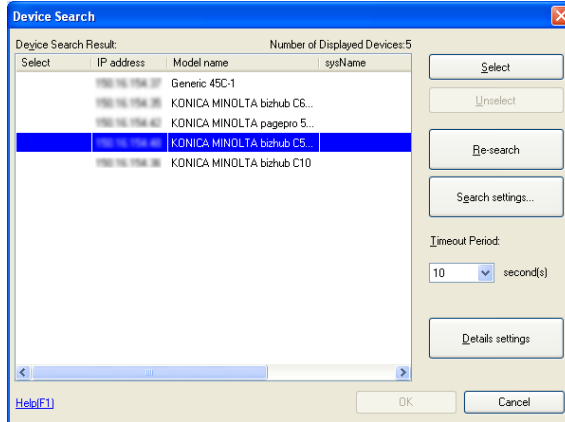 Device Search
Device Search Result: Number of Displayed Devices:5
Select IP address Model name sysName
Generic 45C-1
KONICA MINOLTA bizhub C6...
KONICA MINOLTA pagepro 5...
KONICA MINOLTA bizhub C5...
KONICA MINOLTA bizhub C10
Select
Unselect
Re-search
Search settings...
Timeout Period:
10 second(s)
Details settings
Help(F1) OK Cancel